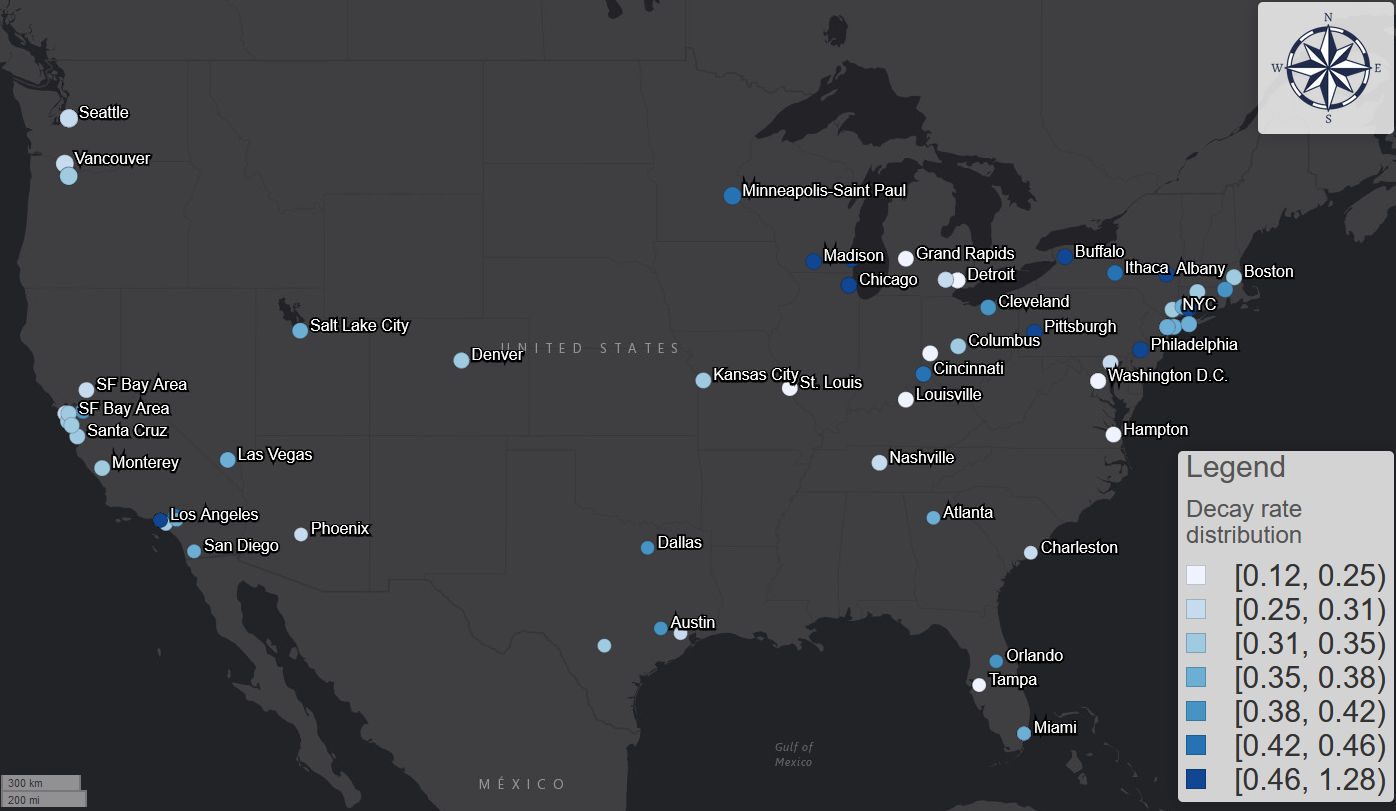 N
W E
S
Seattle
Vancouver
Minneapolis-Saint Paul
Madison
Grand Rapids
Buffalo
Chicago
Detroit
Ithaca
Albany
Boston
Cleveland
NYC
Salt Lake City
Pittsburgh
Columbus
Philadelphia
UNITED STATES
Denver
Cincinnati
Kansas City
St. Louis
Washington D.C.
SF Bay Area
Louisville
SF Bay Area
Santa Cruz
Hampton
Las Vegas
Monterey
Nashville
Los Angeles
Atlanta
Phoenix
San Diego
Dallas
Charleston
Austin
Orlando
Tampa
Miami
Gulf of
Mexico
MÉXICO
300 km
200 mi
Legend
Decay rate
distribution
[0.12, 0.25)
[0.25, 0.31)
[0.31, 0.35)
[0.35, 0.38)
[0.38, 0.42)
[0.42, 0.46)
[0.46, 1.28)